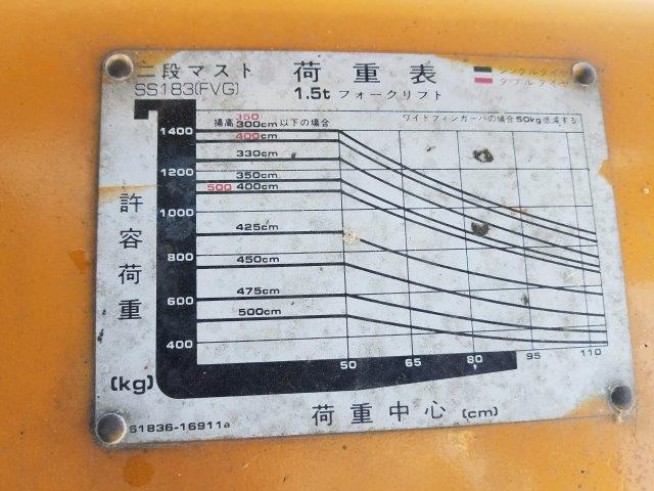 二段マスト
SS183(FVG)
荷重表
1.5t フォークリフト
シングルタイヤ
ダブルタイヤ
350
揚高300cm以下の場合
ワイドフィンガーバの場合50kg減
する
1400
400cm
330cm
1200
350cm
500 400cm
1000
425cm
800
450cm
600
475cm
500cm
400
許容荷重
(kg)
50 65 80 95 110
荷重中心 (cm)
61836-16911a